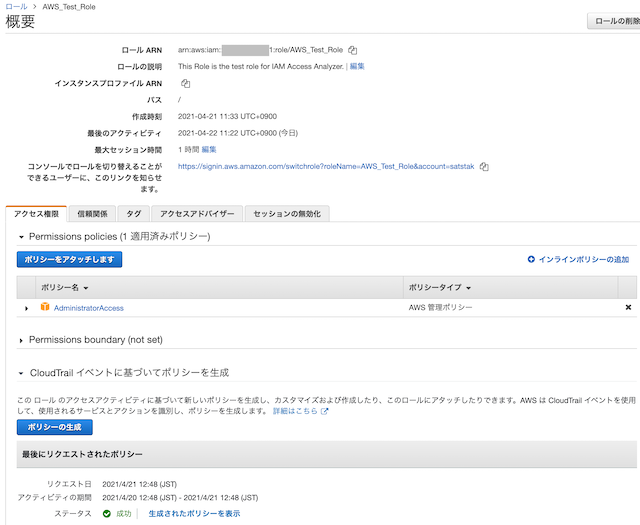 ロール > AWS_Test_Role
概要
ロールの削除
ロール ARN arn:aws:iam: 1:role/AWS_Test_Role
ロールの説明 This Role is the test role for IAM Access Analyzer. | 編集
インスタンスプロファイル ARN
パス /
作成時刻 2021-04-21 11:33 UTC+0900
最後のアクティビティ 2021-04-22 11:22 UTC+0900 (今日)
最大セッション時間 1 時間 編集
コンソールでロールを切り替えることが https://signin.aws.amazon.com/switchrole?roleName=AWS_Test_Role&account=satstak
できるユーザーに、このリンクを知らせ
ます。
アクセス権限 信頼関係 タグ アクセスアドバイザー セッションの無効化
Permissions policies (1 適用済みポリシー)
ポリシーをアタッチします インラインポリシーの追加
ポリシー名 ポリシータイプ
AdministratorAccess AWS 管理ポリシー
Permissions boundary (not set)
CloudTrail イベントに基づいてポリシーを生成
この ロール のアクセスアクティビティに基づいて新しいポリシーを生成し、カスタマイズおよび作成したり、このロールにアタッチしたりできます。AWS は CloudTrail イベントを使用
して、使用されるサービスとアクションを識別し、ポリシーを生成します。 詳細はこちら
ポリシーの生成
最後にリクエストされたポリシー
リクエスト日 2021/4/21 12:48 (JST)
アクティビティの期間 2021/4/20 12:48 (JST) - 2021/4/21 12:48 (JST)
ステータス 成功 | 生成されたポリシーを表示